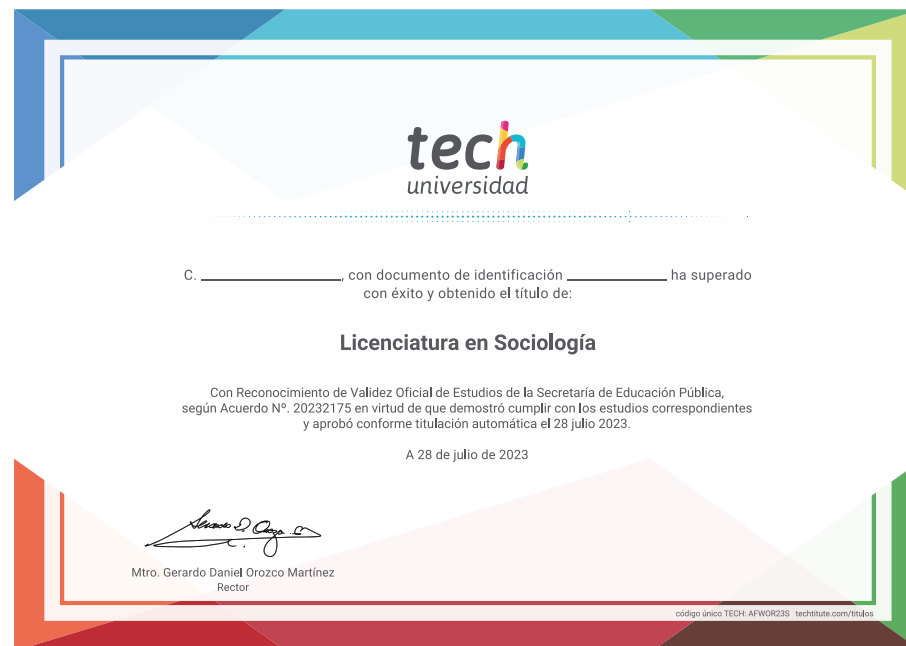 tech
universidad
C. ____________, con documento de identificación ____________ ha superado
con éxito y obtenido el título de:
Licenciatura en Sociología
Con Reconocimiento de Validez Oficial de Estudios de la Secretaría de Educación Pública,
según Acuerdo Nº. 20232175 en virtud de que demostró cumplir con los estudios correspondientes
y aprobó conforme titulación automática el 28 julio 2023.
A 28 de julio de 2023
Mtro. Gerardo Daniel Orozco Martínez
Rector
código único TECH: AFWOR23S techtitute.com/titulos